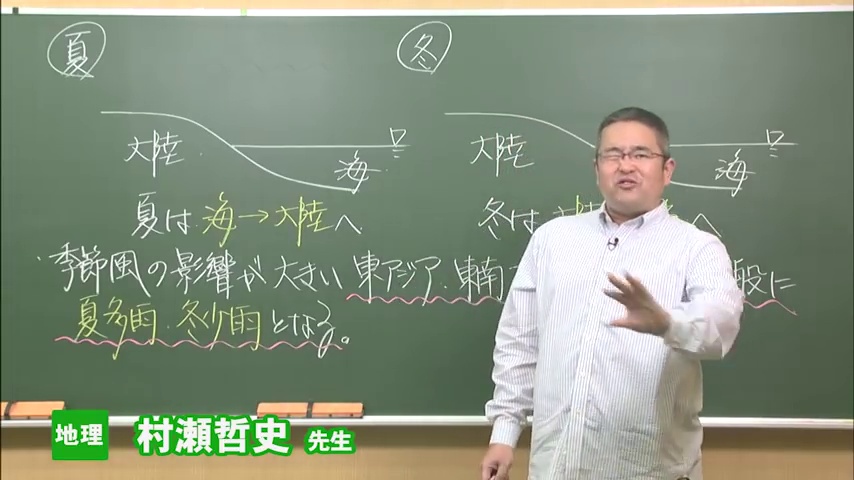 夏
冬
大陸
海
大陸
海
夏は 海→大陸へ
冬は 大陸 へ
季節風の影響が大きい 東アジア・東南
般に
夏多雨・冬少雨となる。
地理 村瀬哲史 先生